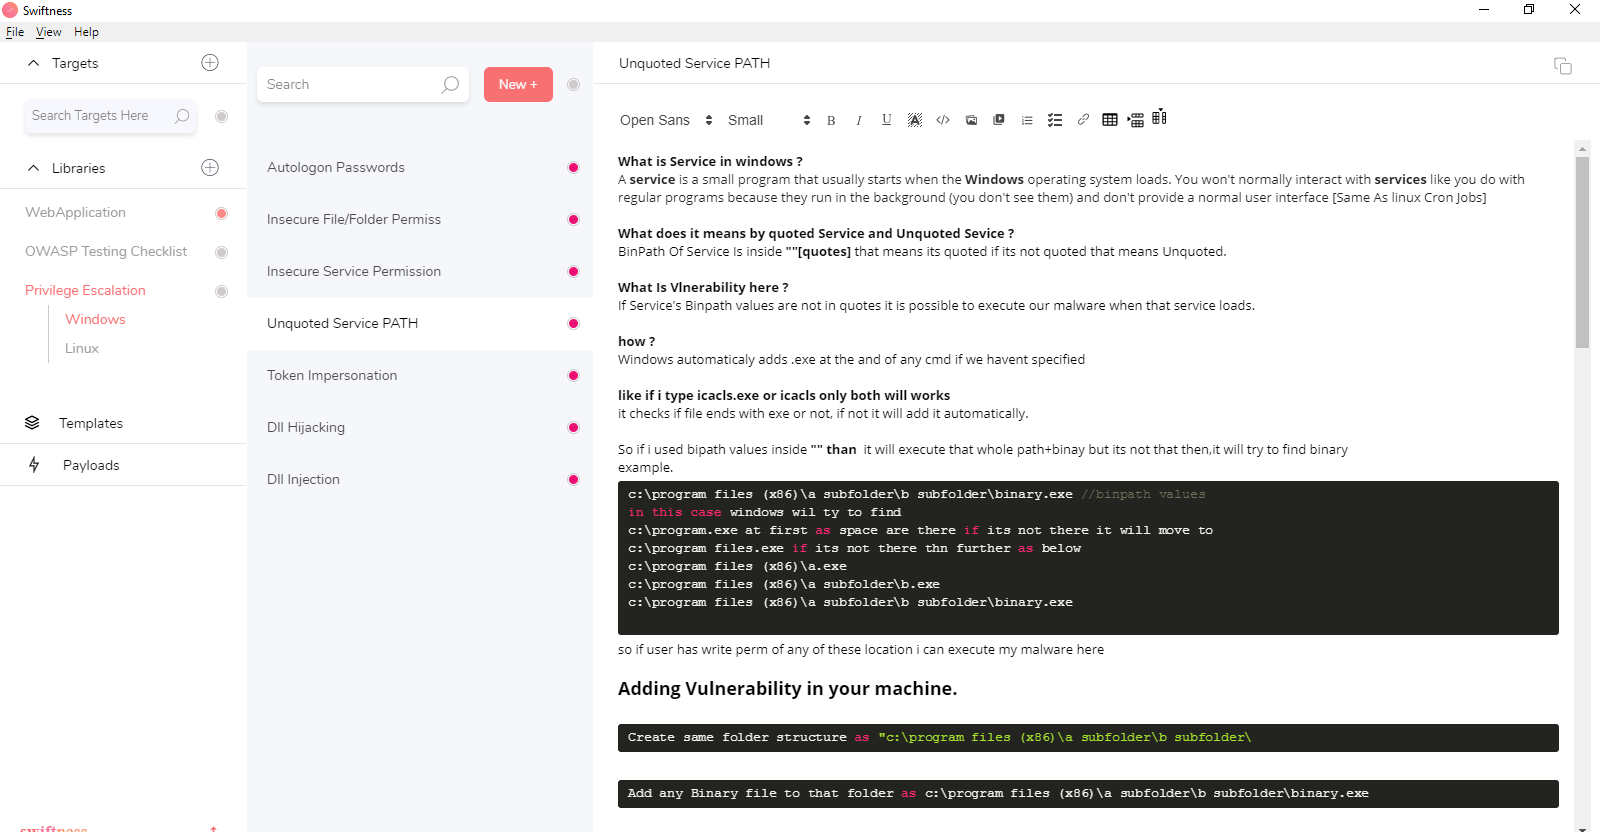 Swiftness
File View Help
Targets
Search Targets Here
Libraries
WebApplication
OWASP Testing Checklist
Privilege Escalation
Windows
Linux
Templates
Payloads
swiftness
Search
New +
Autologon Passwords
Insecure File/Folder Permiss
Insecure Service Permission
Unquoted Service PATH
Token Impersonation
Dll Hijacking
Dll Injection
Unquoted Service PATH
Open Sans Small B I U A </>
What is Service in windows ?
A service is a small program that usually starts when the Windows operating system loads. You won't normally interact with services like you do with
regular programs because they run in the background (you don't see them) and don't provide a normal user interface [Same As linux Cron Jobs]
What does it means by quoted Service and Unquoted Sevice ?
BinPath Of Service Is inside ""[quotes] that means its quoted if its not quoted that means Unquoted.
What Is Vlnerability here ?
If Service's Binpath values are not in quotes it is possible to execute our malware when that service loads.
how ?
Windows automaticaly adds .exe at the and of any cmd if we havent specified
like if i type icacls.exe or icacls only both will works
it checks if file ends with exe or not, if not it will add it automatically.
So if i used bipath values inside "" than it will execute that whole path+binay but its not that then,it will try to find binary
example.
c:\program files (x86)\a subfolder\b subfolder\binary.exe //binpath values
in this case windows wil ty to find
c:\program.exe at first as space are there if its not there it will move to
c:\program files.exe if its not there thn further as below
c:\program files (x86)\a.exe
c:\program files (x86)\a subfolder\b.exe
c:\program files (x86)\a subfolder\b subfolder\binary.exe
so if user has write perm of any of these location i can execute my malware here
Adding Vulnerability in your machine.
Create same folder structure as "c:\program files (x86)\a subfolder\b subfolder\
Add any Binary file to that folder as c:\program files (x86)\a subfolder\b subfolder\binary.exe